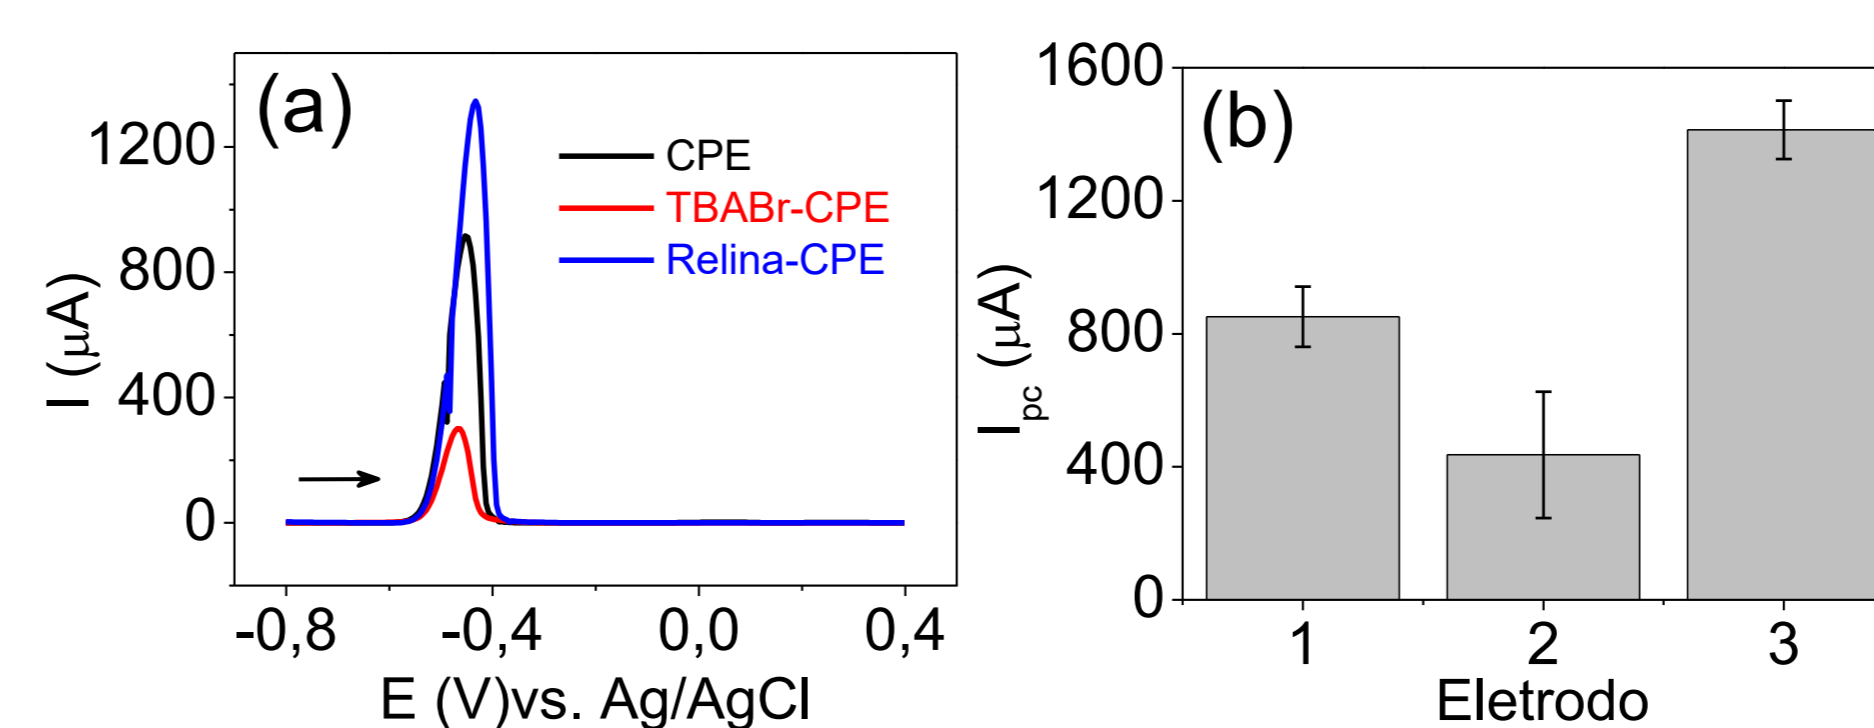 (a)
CPE
TBABr-CPE
Relina-CPE
I (μA)
1200
800
400
0
-0,8 -0,4 0,0 0,4
E (V)vs. Ag/AgCl
(b)
Ipc (μA)
1600
1200
800
400
0
1 2 3
Eletrodo